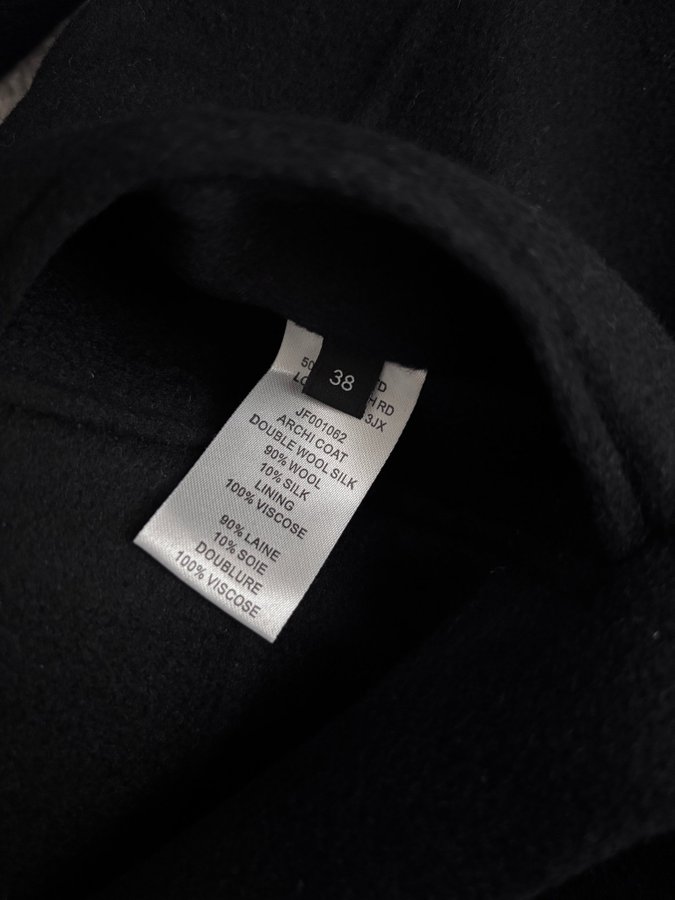 38
JF001062
ARCHI COAT
DOUBLE WOOL SILK
90% WOOL
10% SILK
LINING
100% VISCOSE
90% LAINE
10% SOIE
DOUBLURE
100% VISCOSE